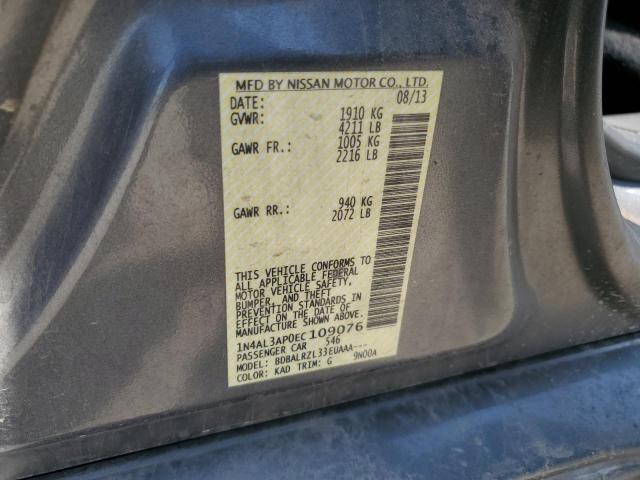 MFD BY NISSAN MOTOR CO., LTD.
DATE: 08/13
GVWR: 1910 KG
4211 LB
GAWR FR.: 1005 KG
2216 LB
GAWR RR.: 940 KG
2072 LB
THIS VEHICLE CONFORMS TO
ALL APPLICABLE FEDERAL
MOTOR VEHICLE SAFETY,
BUMPER, AND THEFT
PREVENTION STANDARDS IN
EFFECT ON THE DATE OF
MANUFACTURE SHOWN ABOVE.
1N4AL3AP0EC109076
PASSENGER CAR 546
MODEL: BDBALRZL33EUAAA---
COLOR: KAD TRIM: G 9N00A